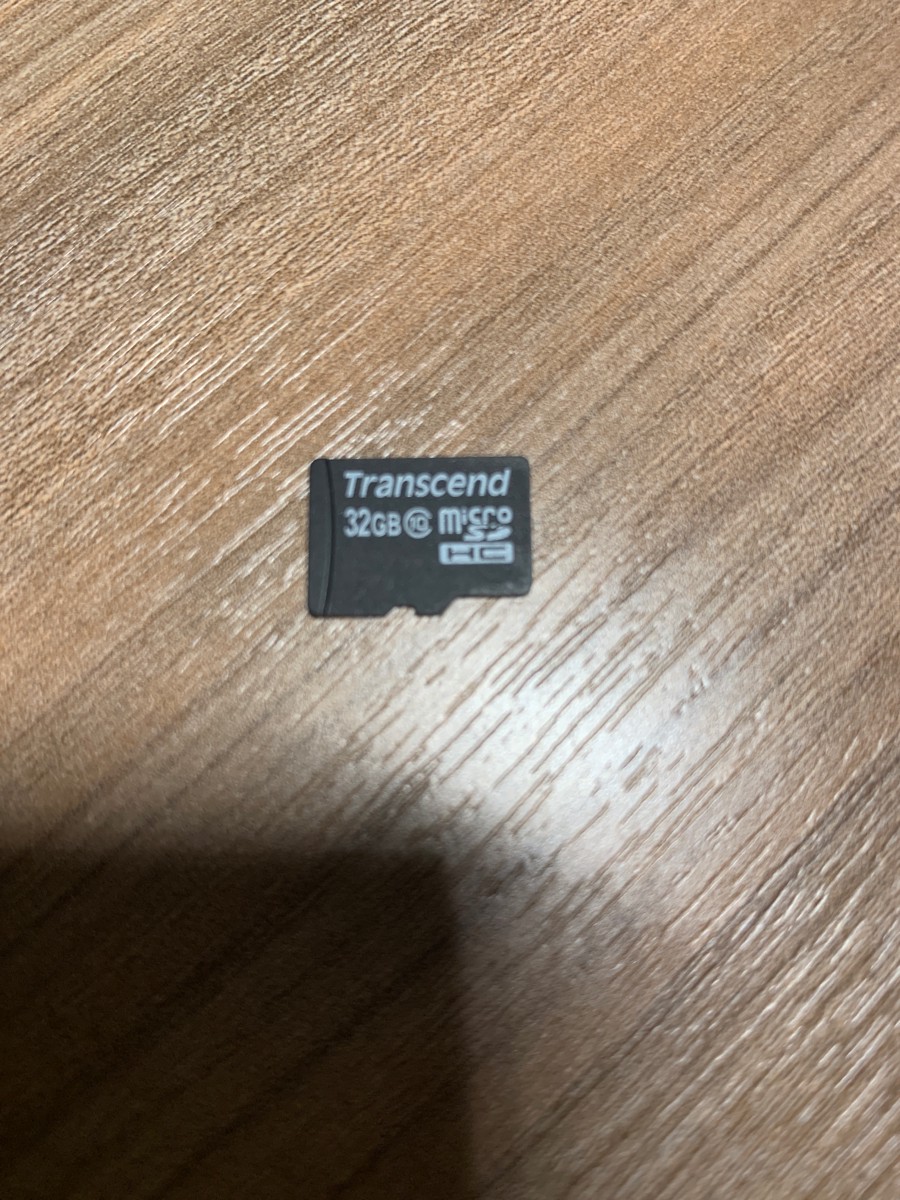 Transcend
32GB 10 micro
SD
HC